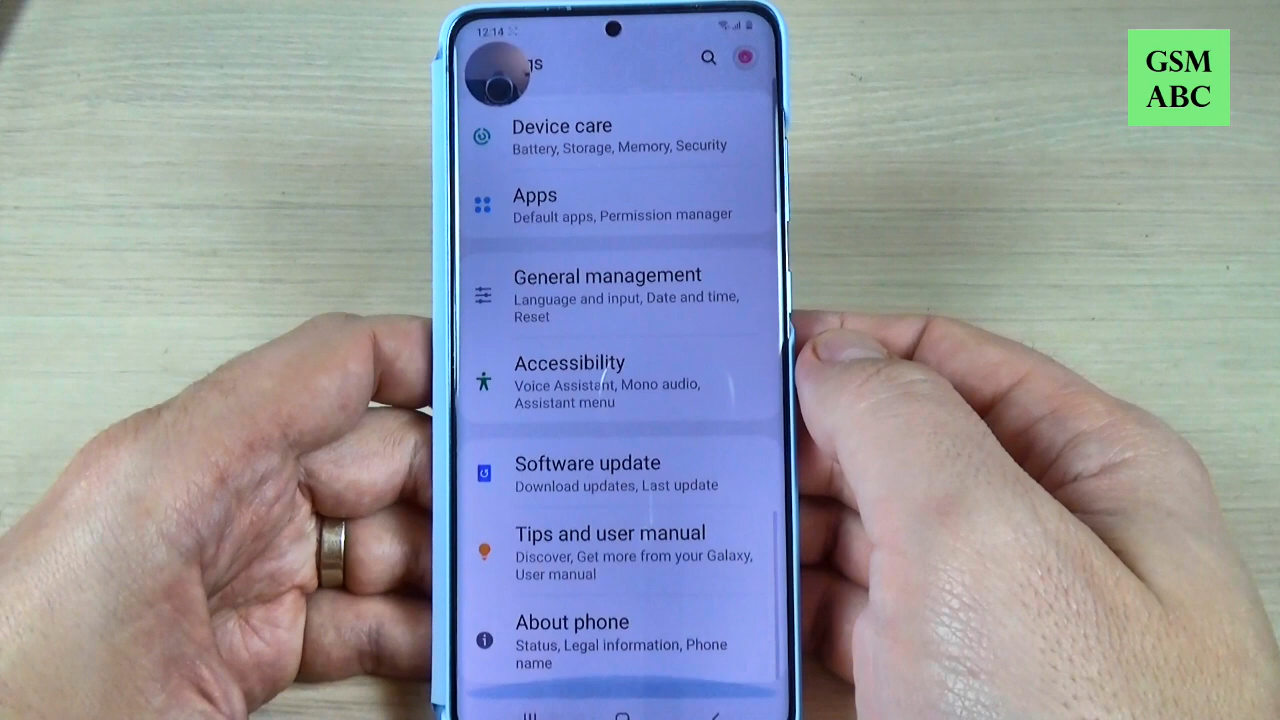 12:14
GSM
ABC
gs
Device care
Battery, Storage, Memory, Security
Apps
Default apps, Permission manager
General management
Language and input, Date and time,
Reset
Accessibility
Voice Assistant, Mono audio,
Assistant menu
Software update
Download updates, Last update
Tips and user manual
Discover, Get more from your Galaxy,
User manual
About phone
Status, Legal information, Phone
name